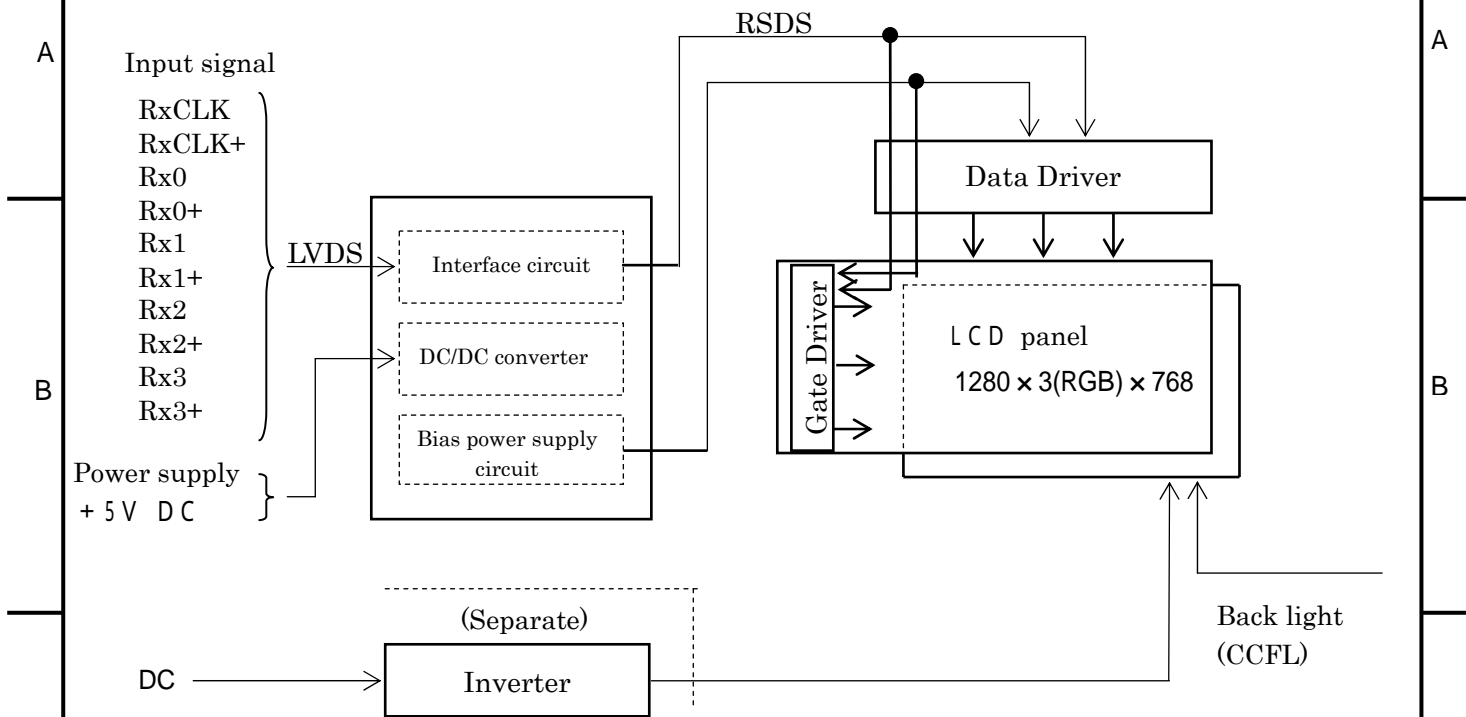 A
A
RSDS
Input signal
RxCLK
RxCLK+
Rx0
Rx0+
Rx1
Rx1+
Rx2
Rx2+
Rx3
Rx3+
LVDS
Interface circuit
DC/DC converter
Bias power supply
circuit
Data Driver
Gate Driver
LCD panel
1280 × 3(RGB) × 768
B
B
Power supply
+5V DC
(Separate)
DC
Inverter
Back light
(CCFL)